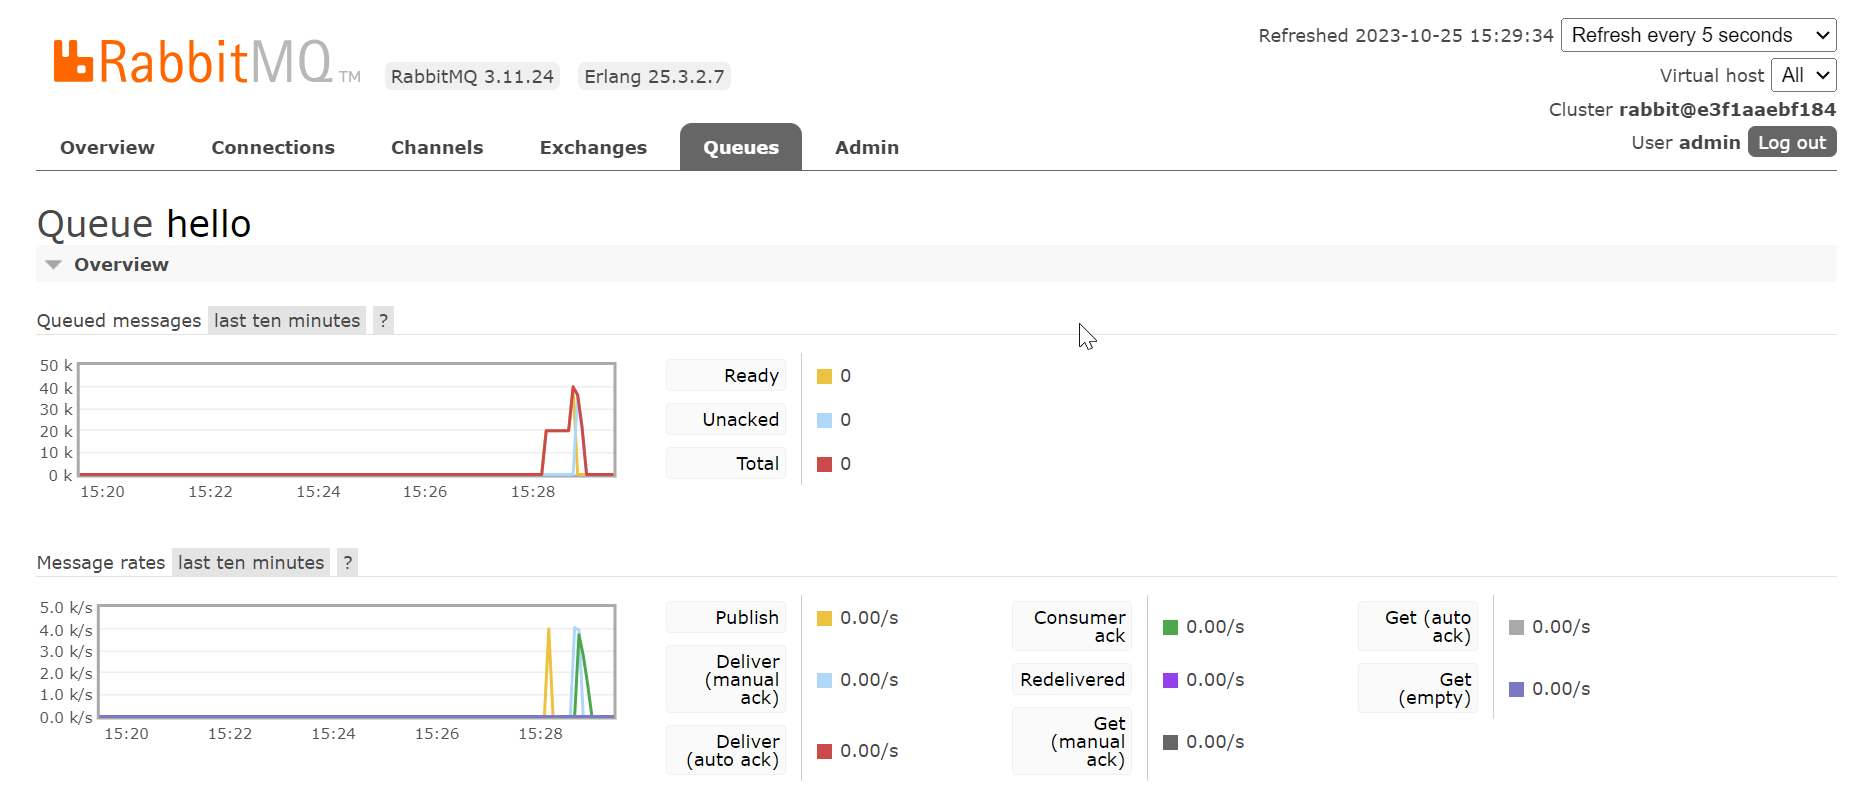 Refreshed 2023-10-25 15:29:34 Refresh every 5 seconds
RabbitMQ TM RabbitMQ 3.11.24 Erlang 25.3.2.7
Virtual host All
Cluster rabbit@e3f1aaebf184
User admin Log out
Overview Connections Channels Exchanges Queues Admin
Queue hello
Overview
Queued messages last ten minutes ?
50 k
40 k
30 k
20 k
10 k
0 k
15:20 15:22 15:24 15:26 15:28
Ready 0
Unacked 0
Total 0
Message rates last ten minutes ?
5.0 k/s
4.0 k/s
3.0 k/s
2.0 k/s
1.0 k/s
0.0 k/s
15:20 15:22 15:24 15:26 15:28
Publish 0.00/s
Deliver
(manual 0.00/s
ack)
Deliver
(auto ack) 0.00/s
Consumer
ack 0.00/s
Redelivered 0.00/s
Get
(manual 0.00/s
ack)
Get (auto
ack) 0.00/s
Get
(empty) 0.00/s